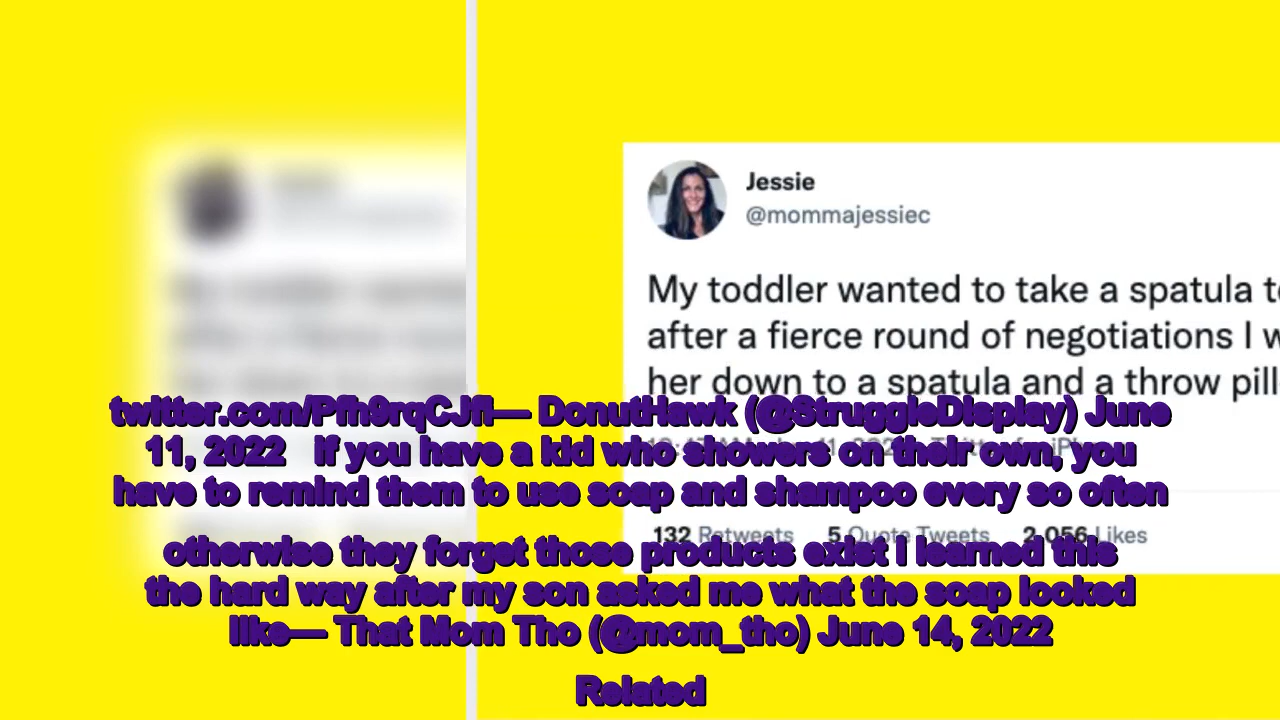 Jessie
@mommajessiec
My toddler wanted to take a spatula
after a fierce round of negotiations I
her down to a spatula and a throw
twitter.com/Pfh9rqCJfl— DonutHawk (@StruggleDisplay) June
11, 2022 if you have a kid who showers on their own, you
have to remind them to use soap and shampoo every so often
132 Retweets 5 Quote Tweets 2,056 Likes
otherwise they forget those products exist i learned this
the hard way after my son asked me what the soap looked
like— That Mom Tho (@mom_tho) June 14, 2022
Related